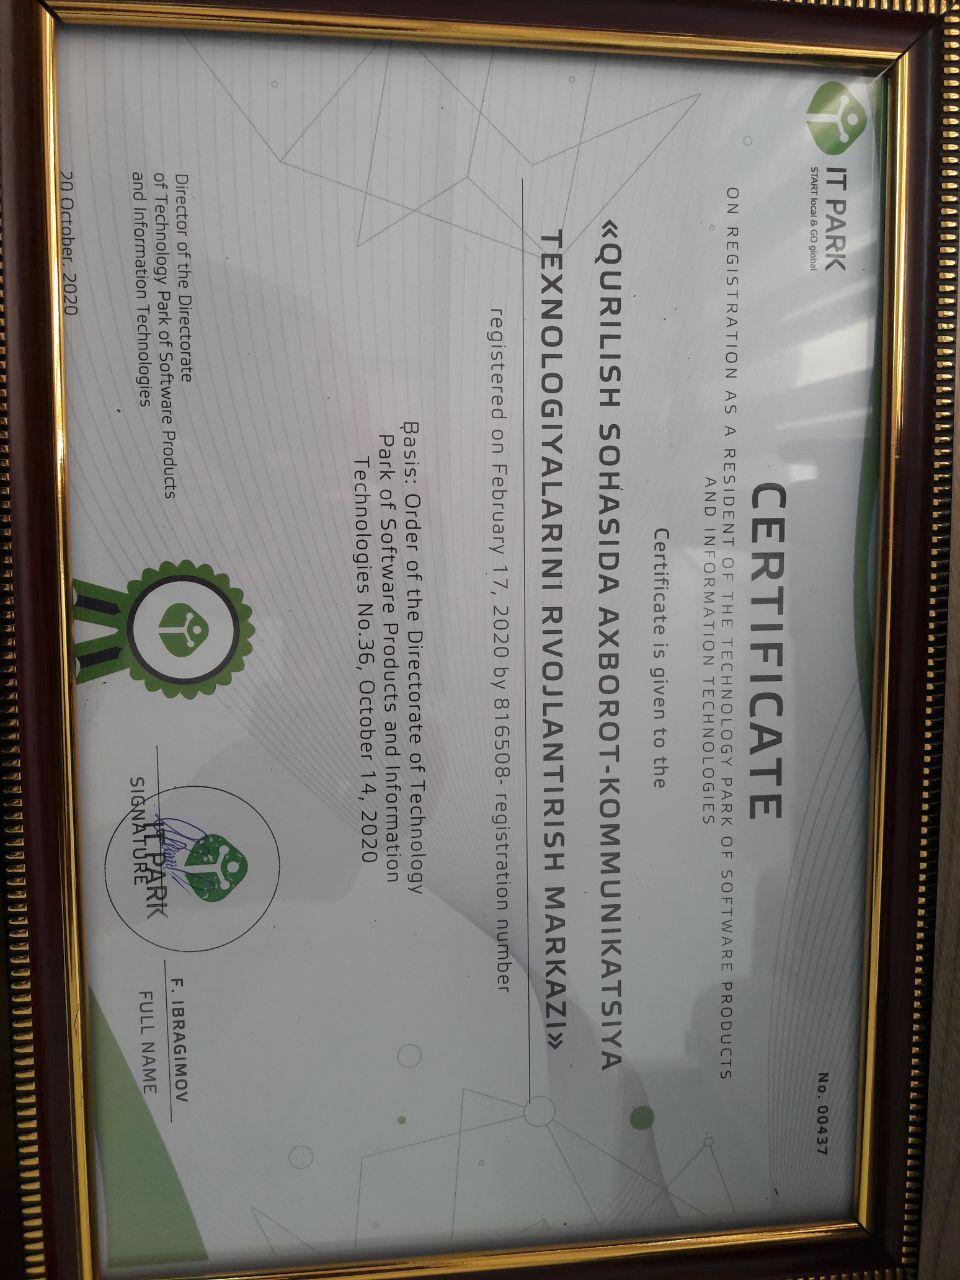 IT PARK
START local & GO global
No. 00437
CERTIFICATE
ON REGISTRATION AS A RESIDENT OF THE TECHNOLOGY PARK OF SOFTWARE PRODUCTS
AND INFORMATION TECHNOLOGIES
Certificate is given to the
«QURILISH SOHASIDA AXBOROT-KOMMUNIKATSIYA
TEXNOLOGIYALARINI RIVOJLANTIRISH MARKAZI»
registered on February 17, 2020 by 816508- registration number
Basis: Order of the Directorate of Technology
Park of Software Products and Information
Technologies No.36, October 14, 2020
Director of the Directorate
of Technology Park of Software Products
and Information Technologies
20 October, 2020
IT PARK
SIGNATURE
F. IBRAGIMOV
FULL NAME